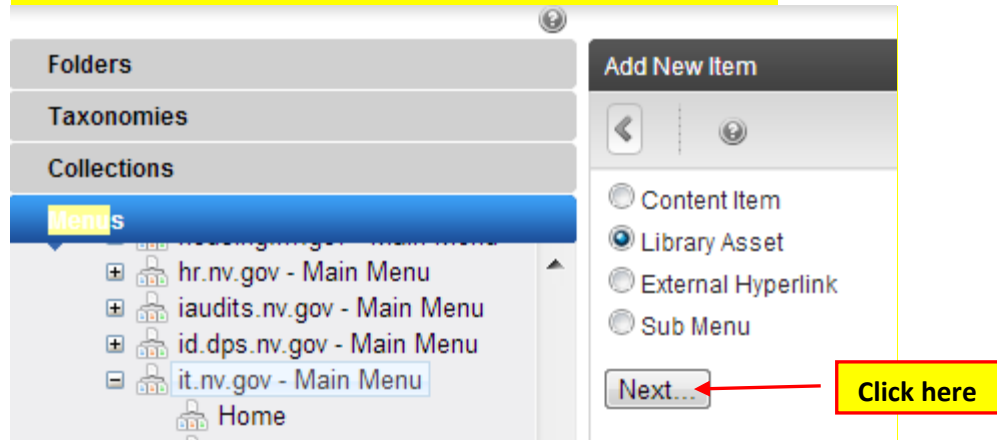 Folders
Taxonomies
Collections
Menus
hr.nv.gov - Main Menu
iaudits.nv.gov - Main Menu
id.dps.nv.gov - Main Menu
it.nv.gov - Main Menu
Home
Add New Item
Content Item
Library Asset
External Hyperlink
Sub Menu
Next...
Click here